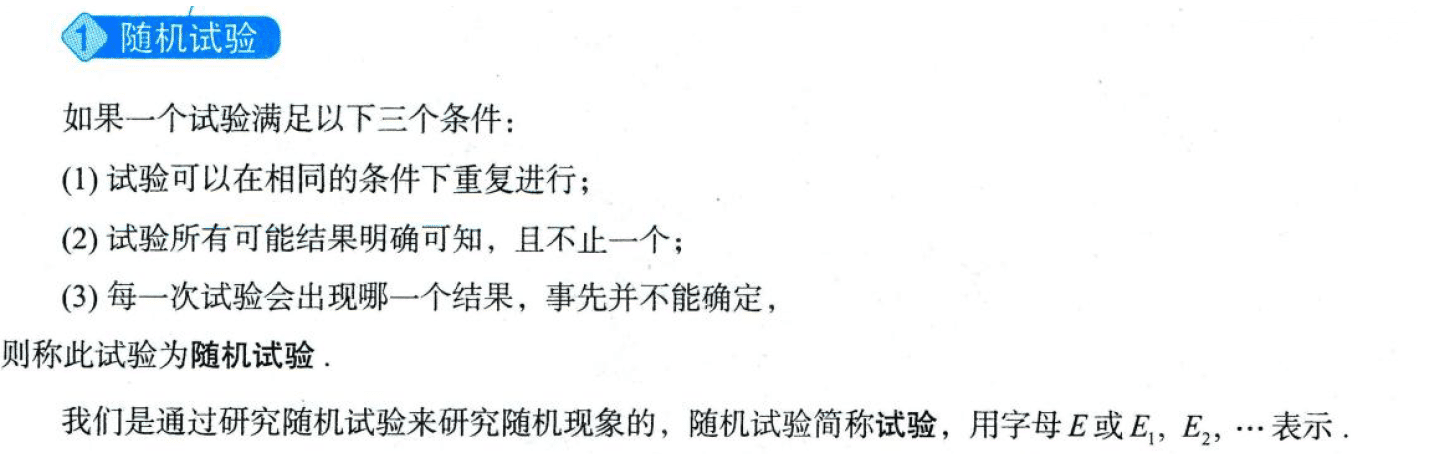 1 随机试验
如果一个试验满足以下三个条件：
(1) 试验可以在相同的条件下重复进行；
(2) 试验所有可能结果明确可知，且不止一个；
(3) 每一次试验会出现哪一个结果，事先并不能确定，
则称此试验为随机试验．
我们是通过研究随机试验来研究随机现象的，随机试验简称试验，用字母 E 或 E₁, E₂, ⋯ 表示．